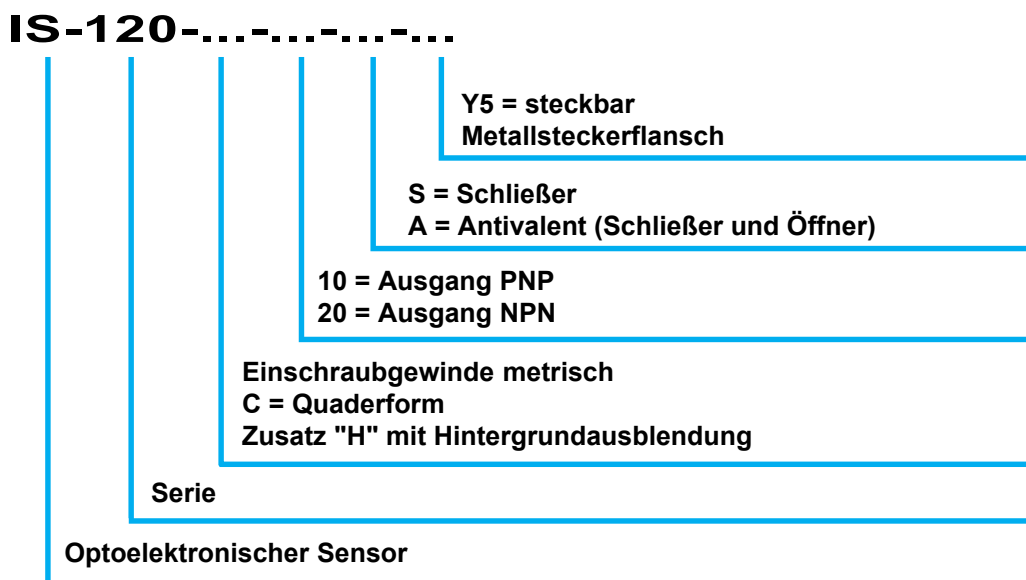 IS-120-...-...-...-...
Y5 = steckbar
Metallsteckerflansch
S = Schließer
A = Antivalent (Schließer und Öffner)
10 = Ausgang PNP
20 = Ausgang NPN
Einschraubgewinde metrisch
C = Quaderform
Zusatz "H" mit Hintergrundausblendung
Serie
Optoelektronischer Sensor